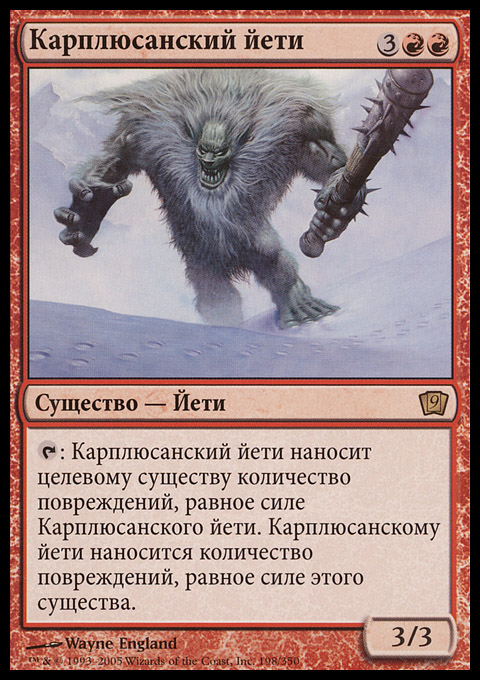 Карплюсанский йети 3
Существо — Йети 9
: Карплюсанский йети наносит
целевому существу количество
повреждений, равное силе
Карплюсанского йети. Карплюсанскому
йети наносится количество
повреждений, равное силе этого
существа.
3/3
Wayne England
™ & © 1993–2005 Wizards of the Coast, Inc. 198/350